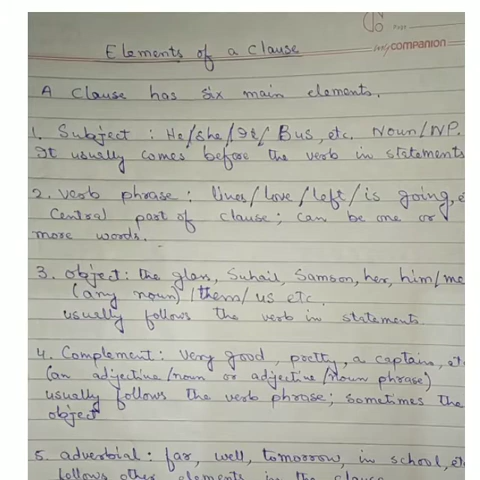 Page
companion
Elements of a Clause
A Clause has six main elements.
1. Subject : He/she/It/Bus, etc. Noun/NP.
It usually comes before the verb in statements
2. Verb phrase : lives/love/left/is going, e
Central part of clause; can be one or
more words.
3. Object: the glass, Suhail, Samson, her, him/me
(any noun)/them/us etc.
usually follows the verb in statements.
4. Complement: very good, pretty, a captain, et
(an adjective/noun or adjective/noun phrase)
usually follows the verb phrase; sometimes the
object
5. adverbial: far, well, tomorrow, in school, et
follows other elements in the clause